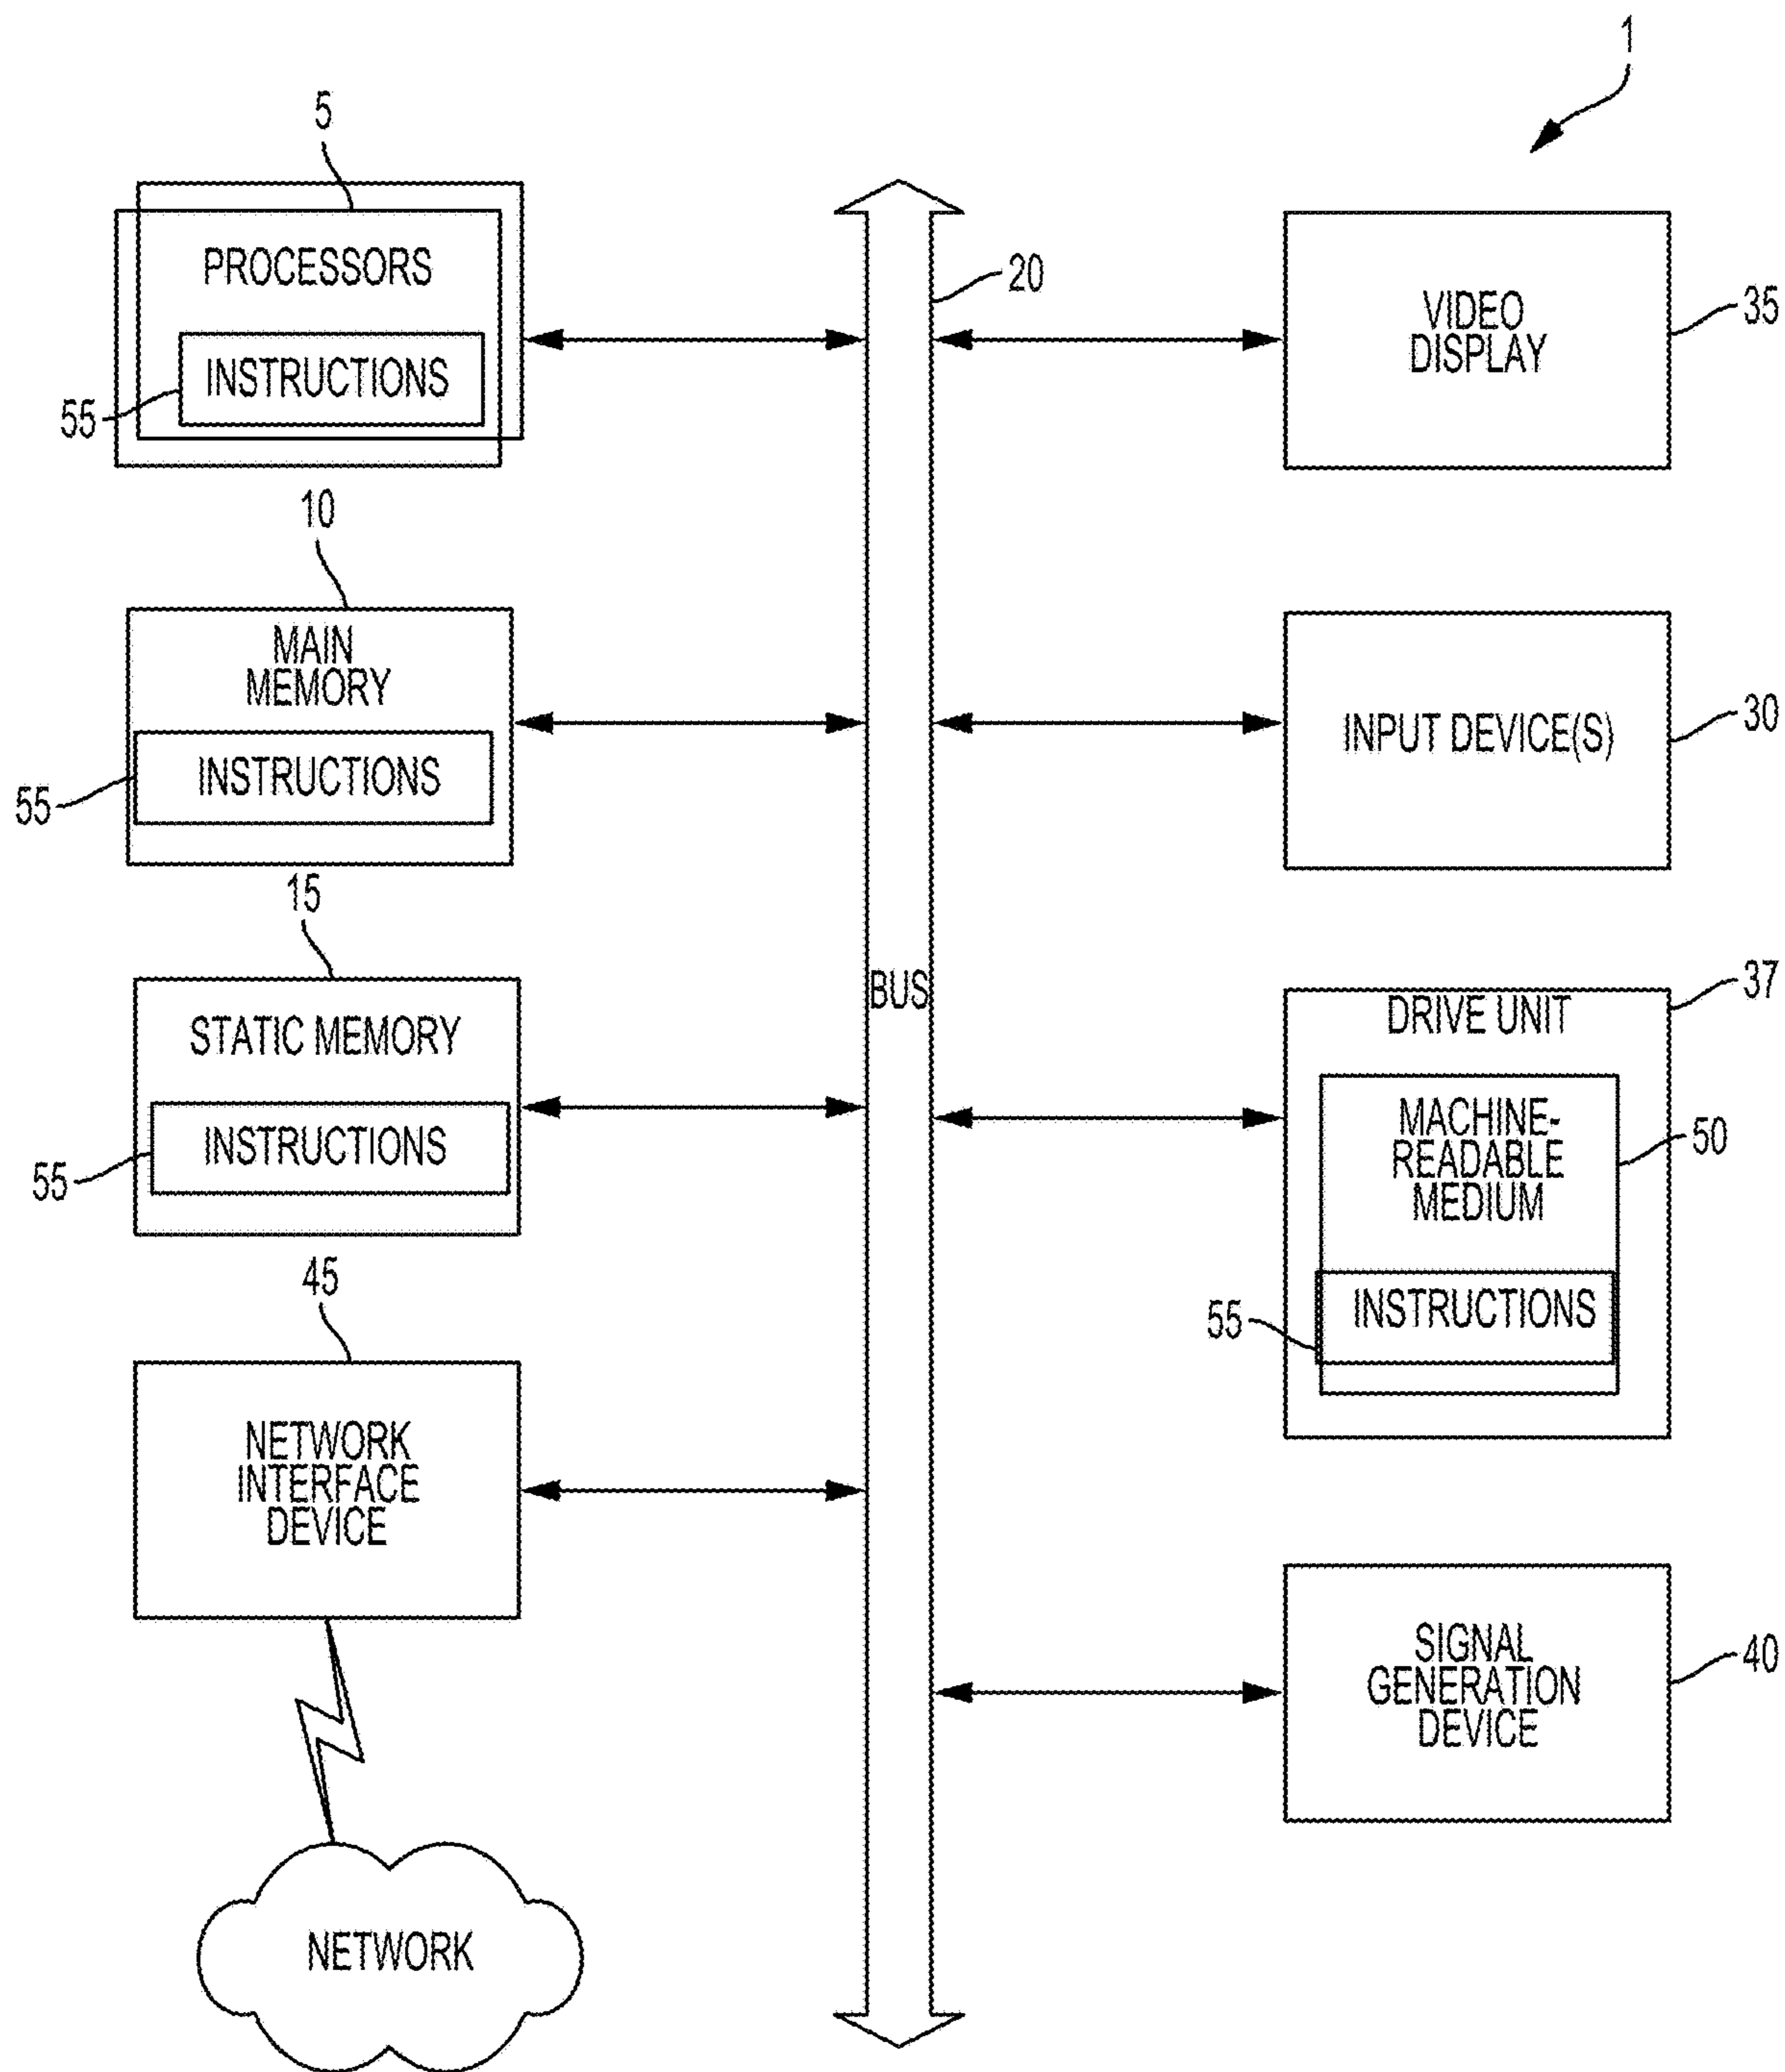 1
5
PROCESSORS
INSTRUCTIONS
55
10
MAIN
MEMORY
INSTRUCTIONS
55
15
STATIC MEMORY
INSTRUCTIONS
55
45
NETWORK
INTERFACE
DEVICE
NETWORK
20
BUS
VIDEO
DISPLAY
35
INPUT DEVICE(S)
30
37
DRIVE UNIT
MACHINE-
READABLE
MEDIUM
50
INSTRUCTIONS
55
SIGNAL
GENERATION
DEVICE
40